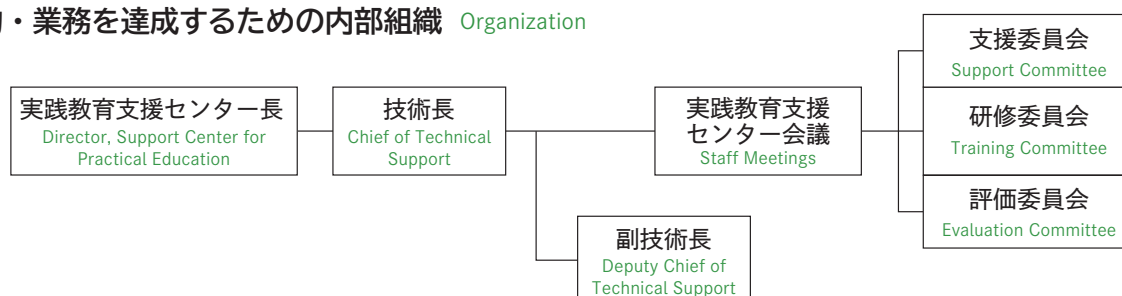 ・業務を達成するための内部組織 Organization
実践教育支援センター長
Director, Support Center for
Practical Education
技術長
Chief of Technical
Support
実践教育支援
センター会議
Staff Meetings
支援委員会
Support Committee
研修委員会
Training Committee
評価委員会
Evaluation Committee
副技術長
Deputy Chief of
Technical Support